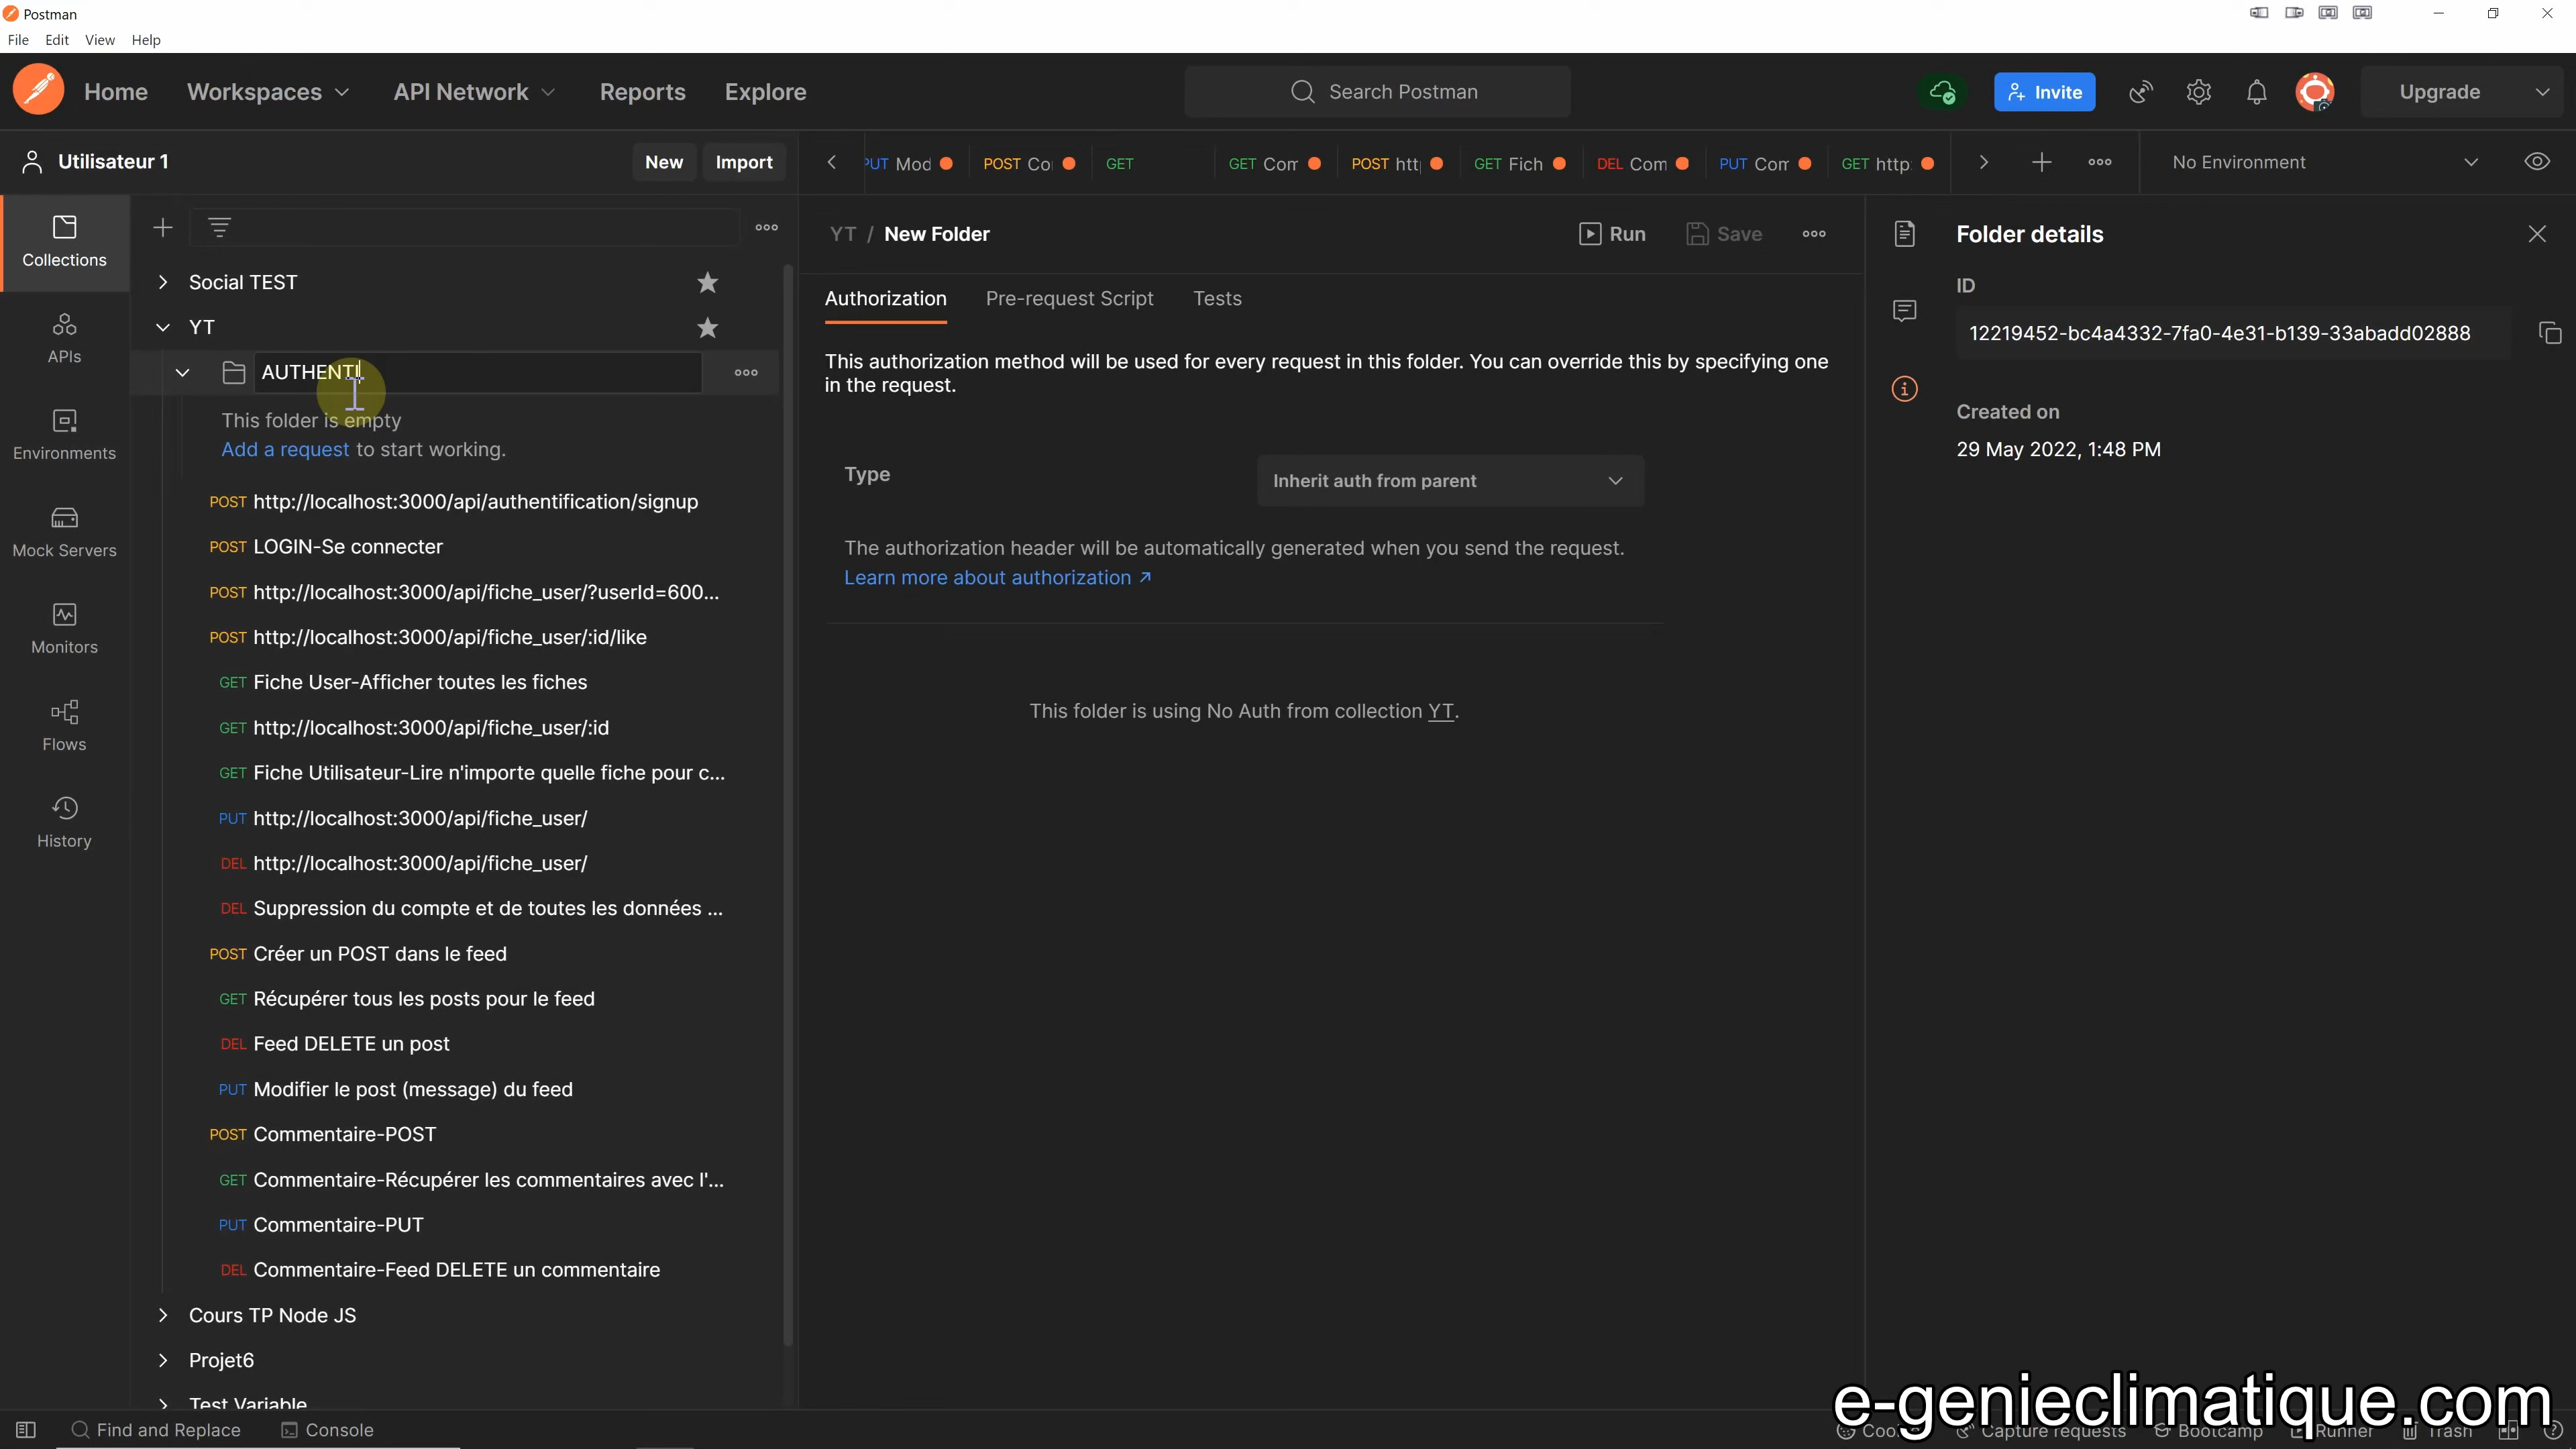 Postman
File Edit View Help
Home Workspaces API Network Reports Explore Search Postman Invite Upgrade
Utilisateur 1 New Import
PUT Mod POST Co GET GET Com POST htt GET Fich DEL Com PUT Com GET http: No Environment
Collections
APIs
Environments
Mock Servers
Monitors
Flows
History
Social TEST
YT
AUTHENTI
This folder is empty
Add a request to start working.
POST http://localhost:3000/api/authentification/signup
POST LOGIN-Se connecter
POST http://localhost:3000/api/fiche_user/?userId=600...
POST http://localhost:3000/api/fiche_user/:id/like
GET Fiche User-Afficher toutes les fiches
GET http://localhost:3000/api/fiche_user/:id
GET Fiche Utilisateur-Lire n'importe quelle fiche pour c...
PUT http://localhost:3000/api/fiche_user/
DEL http://localhost:3000/api/fiche_user/
DEL Suppression du compte et de toutes les données ...
POST Créer un POST dans le feed
GET Récupérer tous les posts pour le feed
DEL Feed DELETE un post
PUT Modifier le post (message) du feed
POST Commentaire-POST
GET Commentaire-Récupérer les commentaires avec l'...
PUT Commentaire-PUT
DEL Commentaire-Feed DELETE un commentaire
Cours TP Node JS
Projet6
Test Variable
YT / New Folder Run Save
Authorization Pre-request Script Tests
This authorization method will be used for every request in this folder. You can override this by specifying one
in the request.
Type Inherit auth from parent
The authorization header will be automatically generated when you send the request.
Learn more about authorization ↗
This folder is using No Auth from collection YT.
Folder details
ID
12219452-bc4a4332-7fa0-4e31-b139-33abadd02888
Created on
29 May 2022, 1:48 PM
e-genieclimatique.com
Find and Replace Console Capture requests Bootcamp Runner Trash